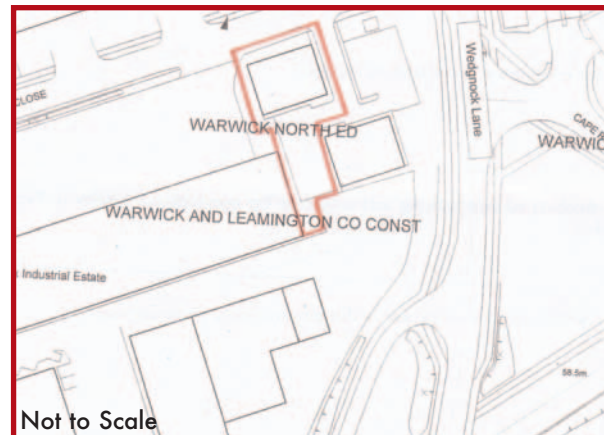 CLOSE
Wedgnock Lane
WARWICK NORTH ED
WARWIC
WARWICK AND LEAMINGTON CO CONST
Industrial Estate
58.5m
Not to Scale